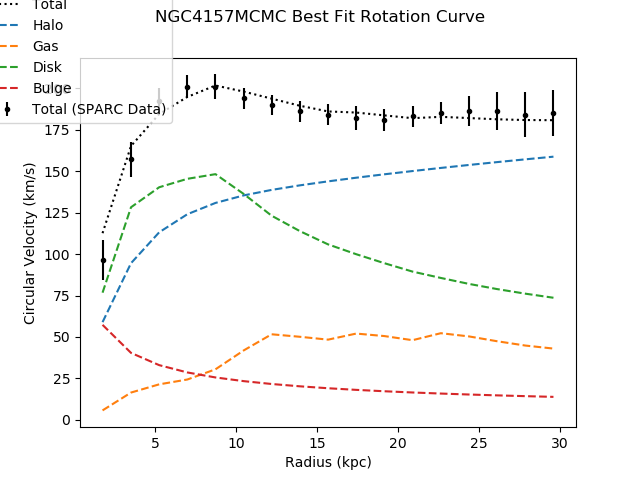 Total
NGC4157MCMC Best Fit Rotation Curve
Halo
Gas
Disk
Bulge
Total (SPARC Data)
175
150
125
100
75
50
25
0
Circular Velocity (km/s)
5
10
15
20
25
30
Radius (kpc)